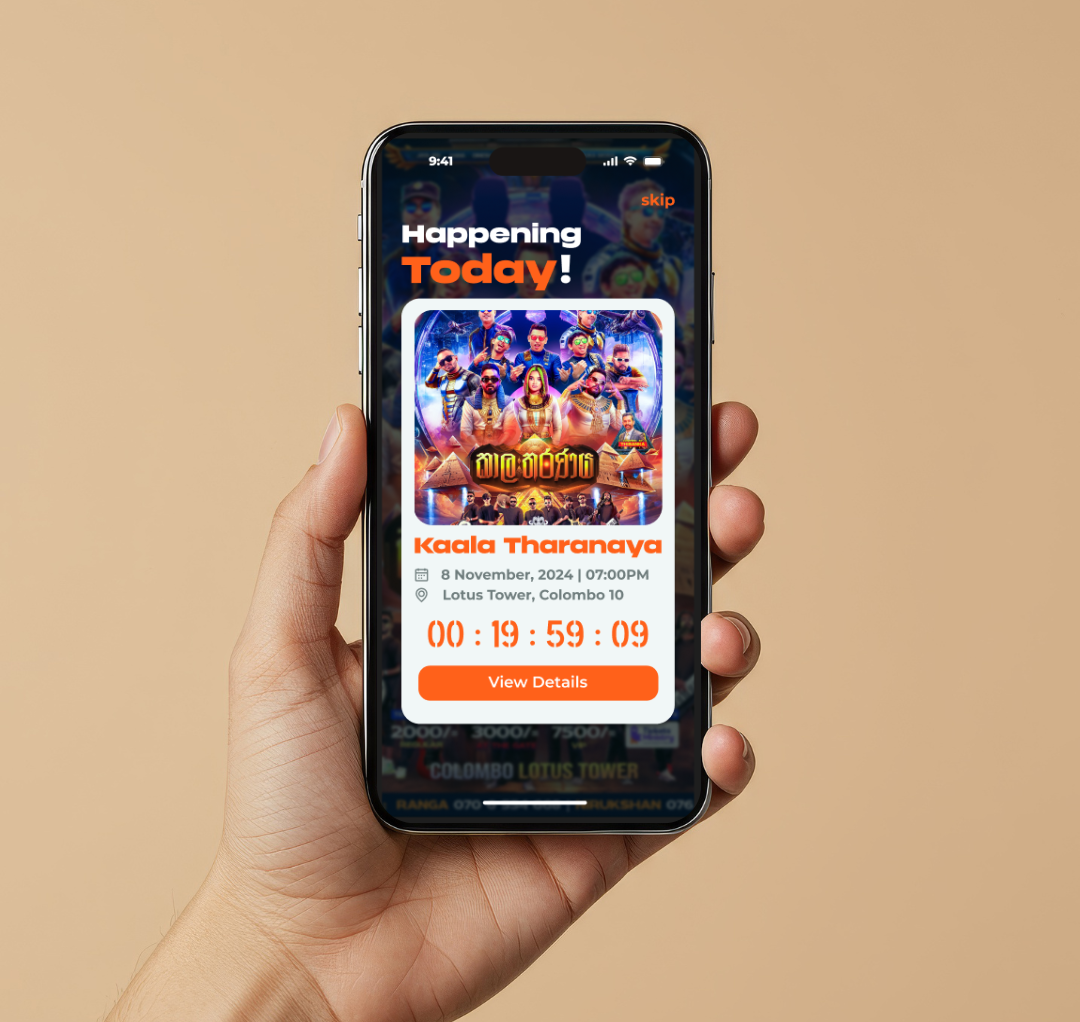 9:41
skip
Happening
Today!
කාල තරණය
Kaala Tharanaya
8 November, 2024 | 07:00PM
Lotus Tower, Colombo 10
00 : 19 : 59 : 09
View Details
2000/- 3000/- 7500/-
COLOMBO LOTUS TOWER
RANGA 070
RUKSHAN 076